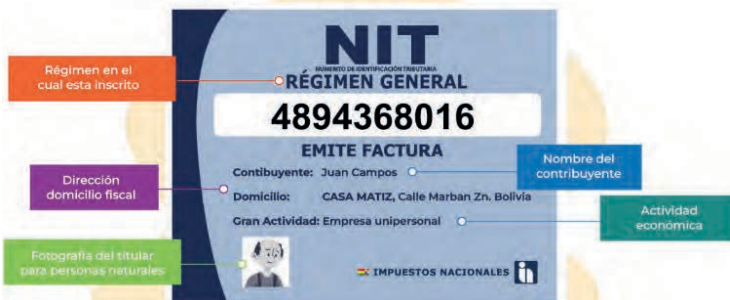 NIT
NUMERTO DE IDENTIFICACIÓN TRIBUTARIA
RÉGIMEN GENERAL
4894368016
EMITE FACTURA
Contibuyente: Juan Campos
Domicilio: CASA MATIZ, Calle Marban Zn. Bolivia
Gran Actividad: Empresa unipersonal
IMPUESTOS NACIONALES
Régimen en el
cual esta inscrito
Dirección
domicilio fiscal
Fotografía del titular
para personas naturales
Nombre del
contribuyente
Actividad
económica